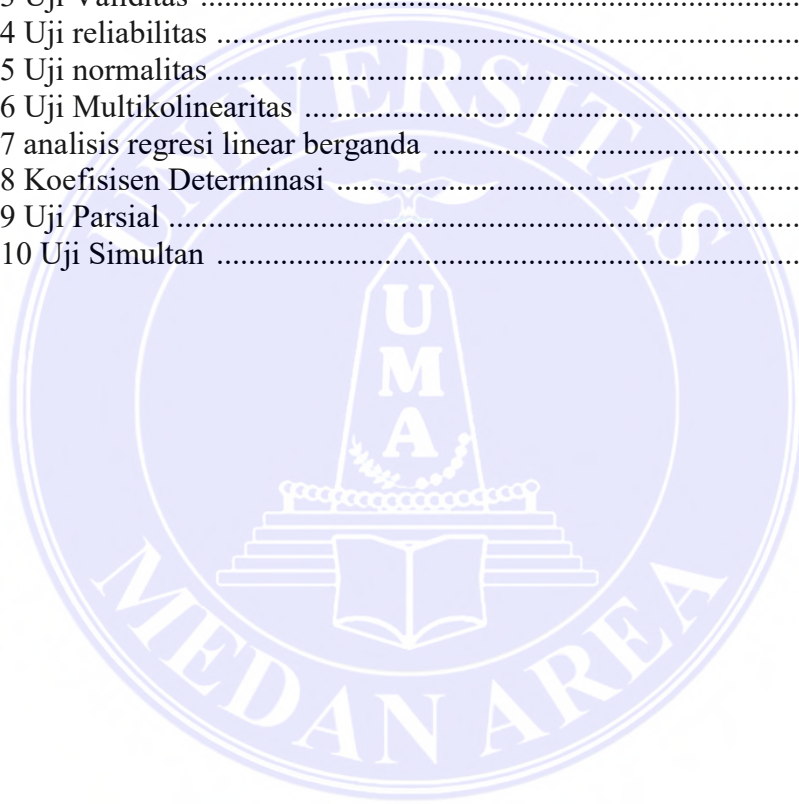 3 Uji Validitas ........................................................................
4 Uji reliabilitas ........................................................................
5 Uji normalitas ........................................................................
6 Uji Multikolinearitas ............................................................
7 analisis regresi linear berganda ............................................
8 Koefisisen Determinasi ........................................................
9 Uji Parsial ............................................................................
10 Uji Simultan ........................................................................
UNIVERSITAS
U
M
A
MEDAN AREA